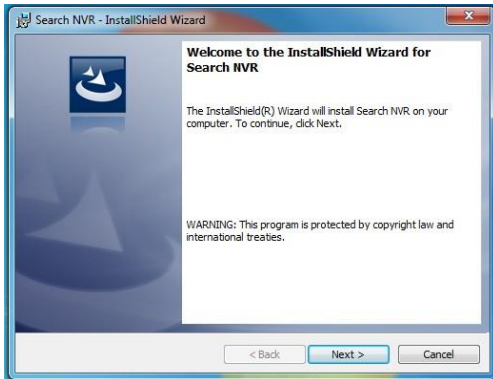 Search NVR - InstallShield Wizard
Welcome to the InstallShield Wizard for
Search NVR
The InstallShield(R) Wizard will install Search NVR on your
computer. To continue, click Next.
WARNING: This program is protected by copyright law and
international treaties.
< Back Next > Cancel